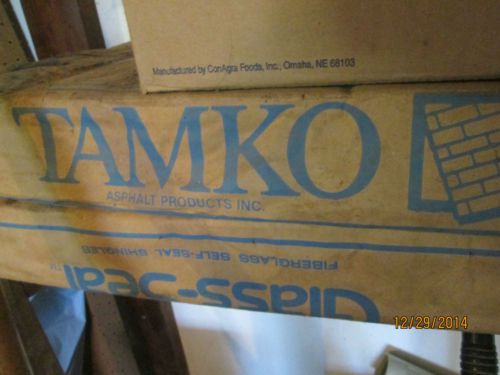 Manufactured by ConAgra Foods, Inc., Omaha, NE 68103
TAMKO
ASPHALT PRODUCTS INC.
FIBERGLASS SELF-SEAL SHINGLES
Glass-Seal
TM
12/29/2014